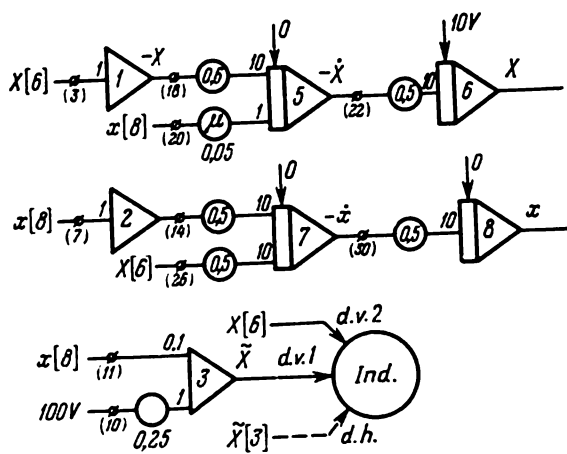 0 10V
X[6] 1 1 -X 0,6 10 5 -Ẋ 0,5 10 6 X
(3) (18) (22)
x[8] μ 1
(20)
0,05
0 0
x[8] 1 2 0,5 10 7 -ẋ 0,5 10 8 x
(7) (14) (30)
X[6] 0,5 10
(26)
X[6] d.v.2
x[8] 0,1 3 X̃ d.v.1 Ind.
(11)
100V 1
(10) 0,25
X̃[3] d.h.